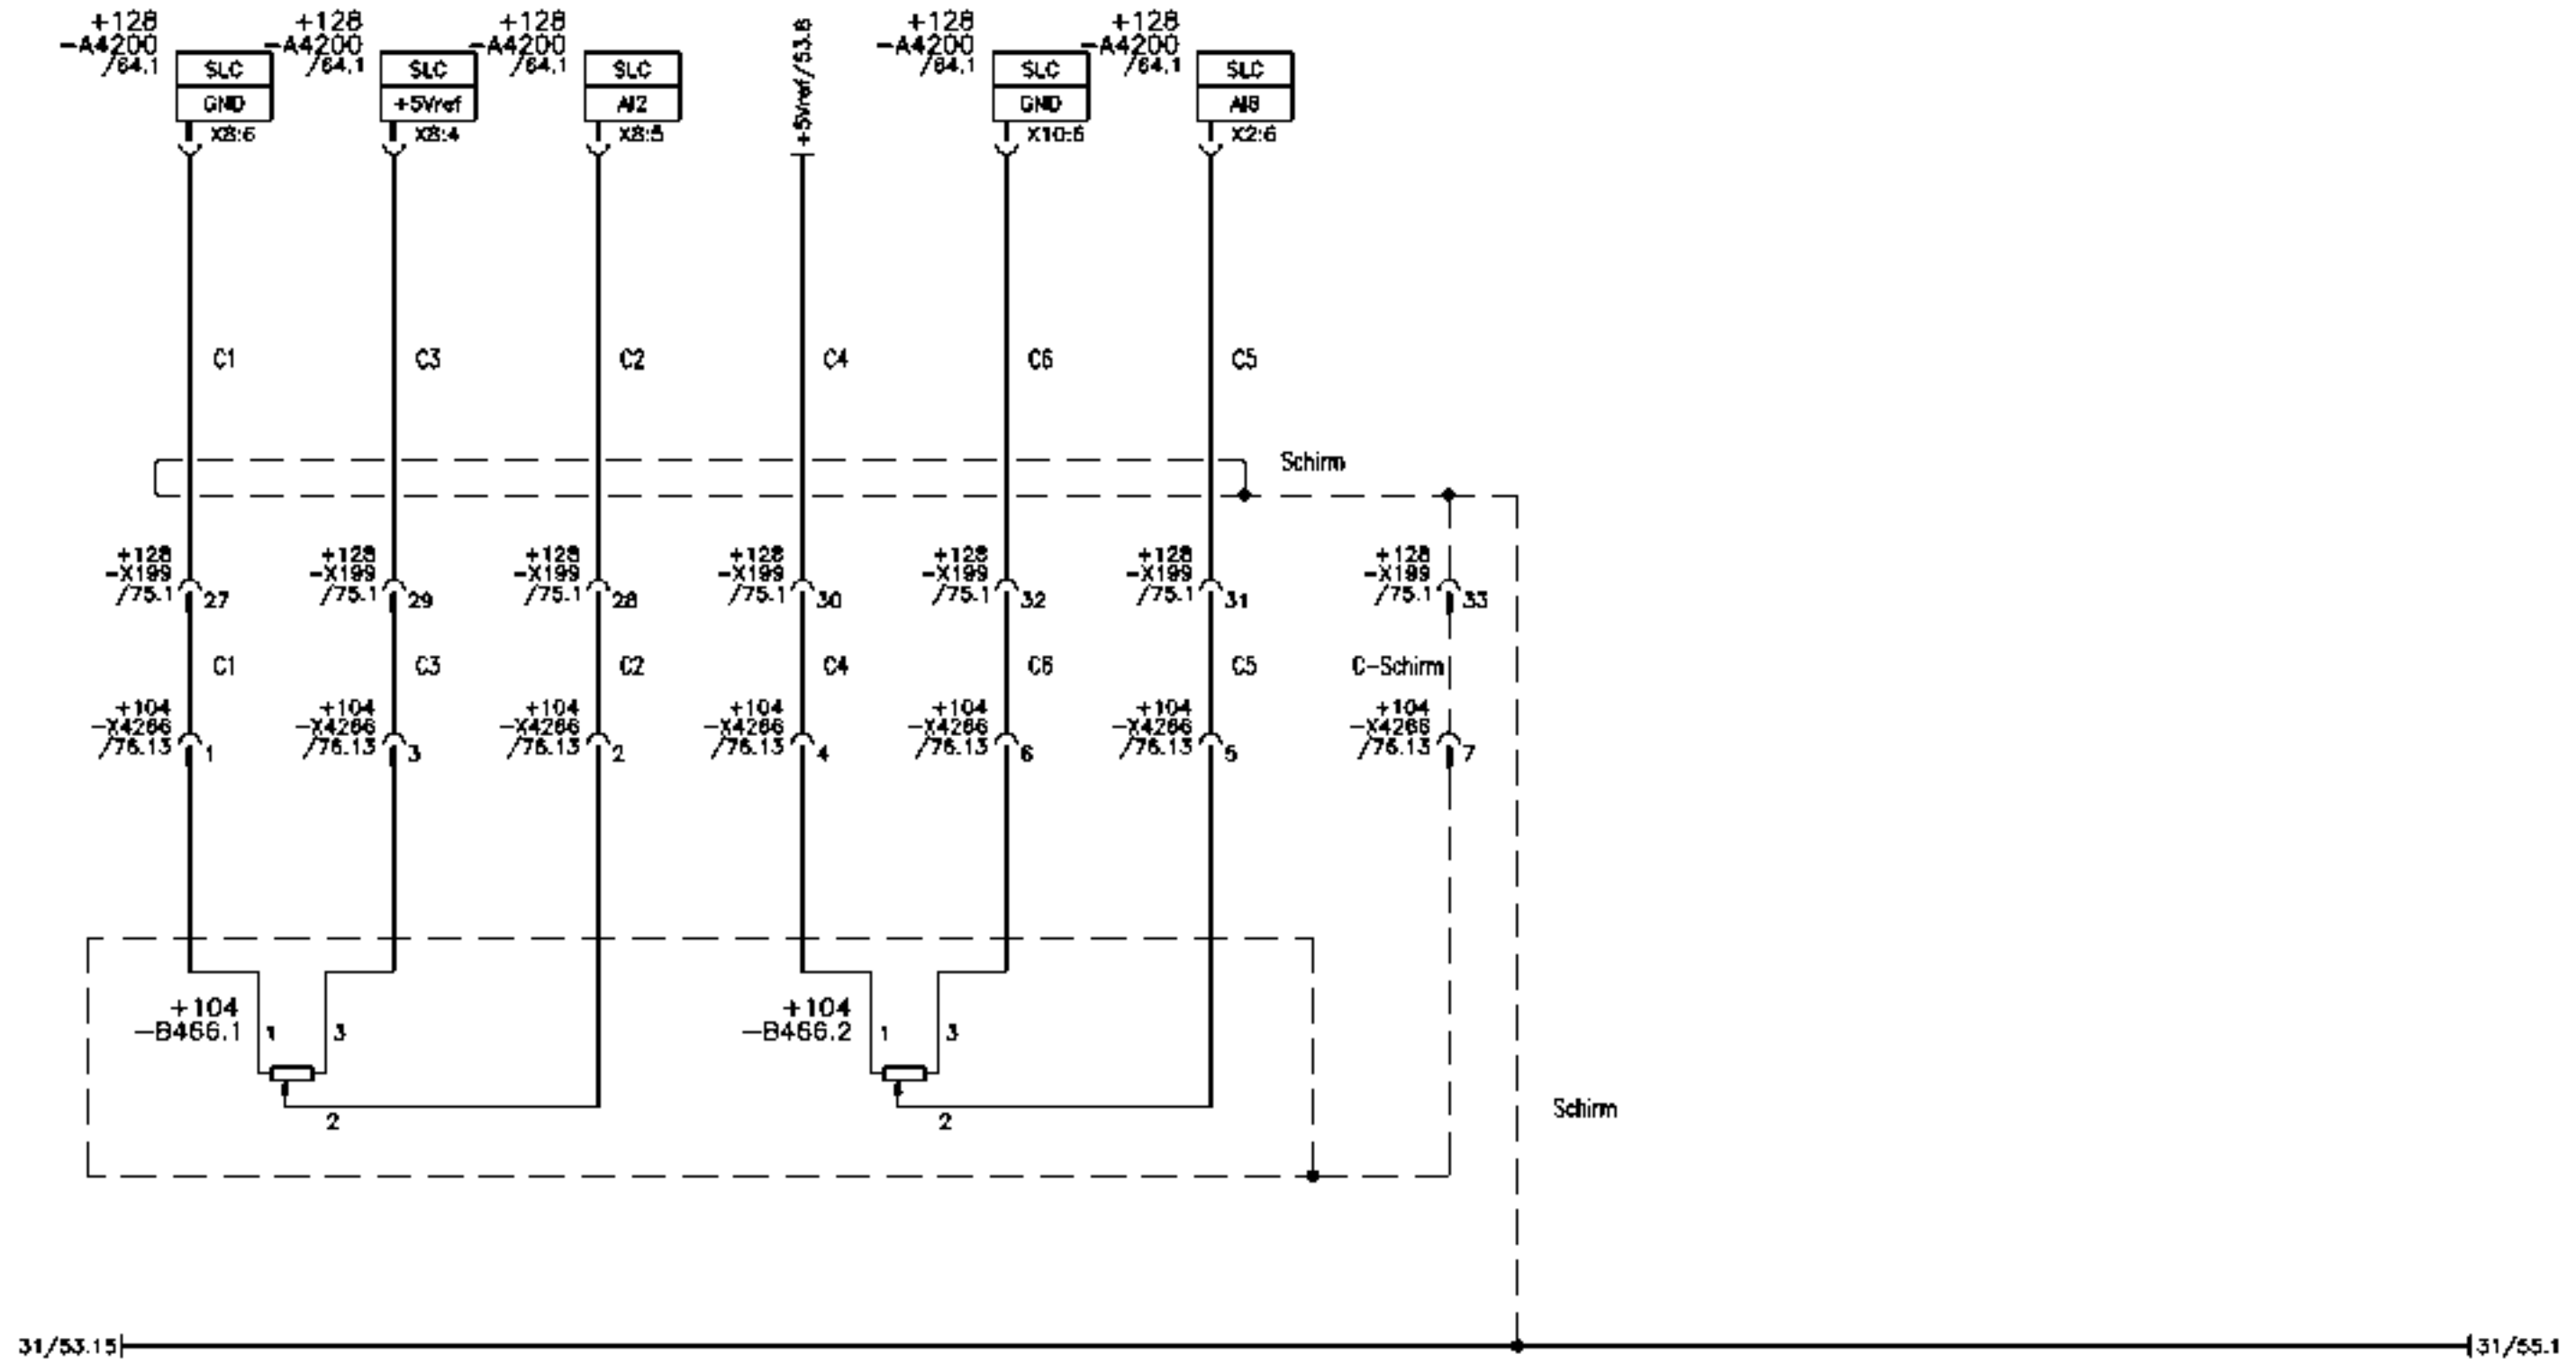 +128
-A4200
/64.1
SLC
GND
X8:6
+128
-A4200
/64.1
SLC
+5Vref
X8:4
+128
-A4200
/64.1
SLC
AI2
X8:5
+5Vref/53.8
+128
-A4200
/64.1
SLC
GND
X10:6
+128
-A4200
/64.1
SLC
AI8
X2:6
C1
C3
C2
C4
C6
C5
Schirm
+128
-X199
/75.1
27
+128
-X199
/75.1
29
+128
-X199
/75.1
28
+128
-X199
/75.1
30
+128
-X199
/75.1
32
+128
-X199
/75.1
31
+128
-X199
/75.1
33
C1
C3
C2
C4
C6
C5
C-Schirm
+104
-X4266
/76.13
1
+104
-X4266
/76.13
3
+104
-X4266
/76.13
2
+104
-X4266
/76.13
4
+104
-X4266
/76.13
6
+104
-X4266
/76.13
5
+104
-X4266
/76.13
7
+104
-B466.1
1
3
2
+104
-B466.2
1
3
2
Schirm
31/53.15
31/55.1